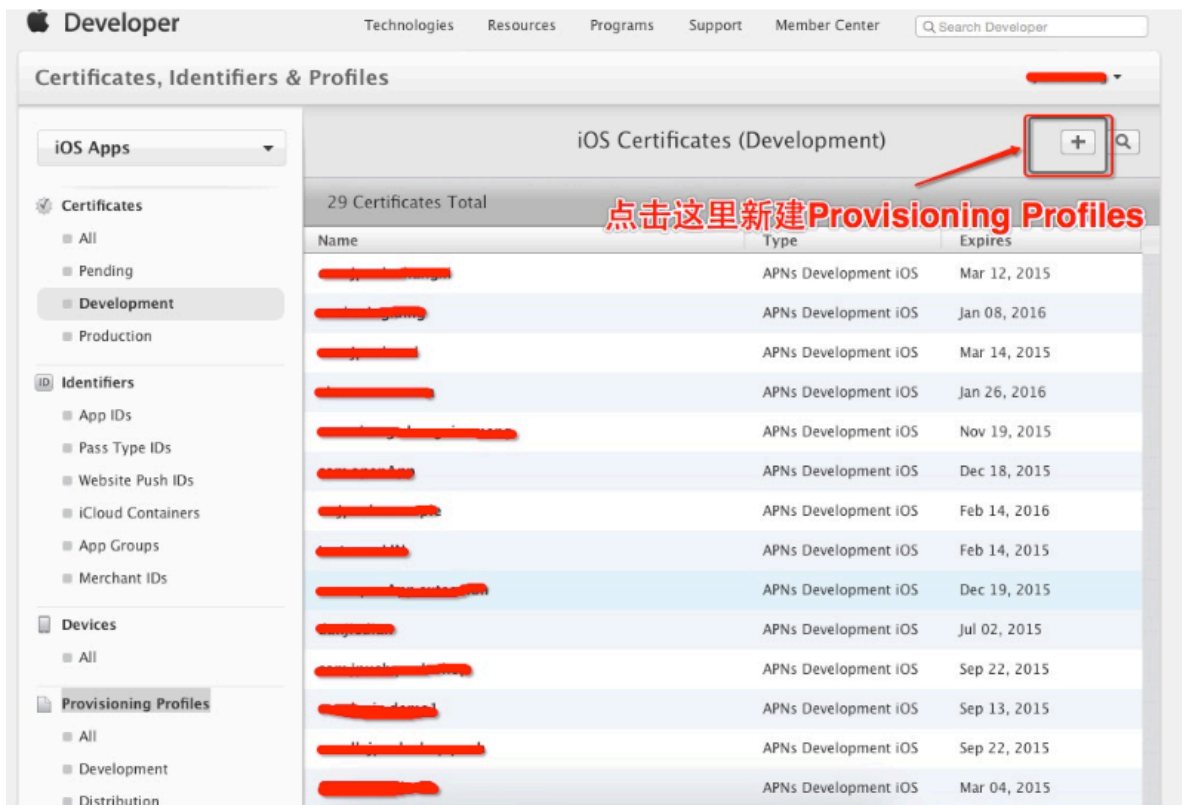 Developer
Technologies Resources Programs Support Member Center Search Developer
Certificates, Identifiers & Profiles
iOS Apps
iOS Certificates (Development)
29 Certificates Total
点击这里新建Provisioning Profiles
Name Type Expires
Certificates
All
Pending
Development
Production
Identifiers
App IDs
Pass Type IDs
Website Push IDs
iCloud Containers
App Groups
Merchant IDs
Devices
All
Provisioning Profiles
All
Development
Distribution
APNs Development iOS Mar 12, 2015
APNs Development iOS Jan 08, 2016
APNs Development iOS Mar 14, 2015
APNs Development iOS Jan 26, 2016
APNs Development iOS Nov 19, 2015
APNs Development iOS Dec 18, 2015
APNs Development iOS Feb 14, 2016
APNs Development iOS Feb 14, 2015
APNs Development iOS Dec 19, 2015
APNs Development iOS Jul 02, 2015
APNs Development iOS Sep 22, 2015
APNs Development iOS Sep 13, 2015
APNs Development iOS Sep 22, 2015
APNs Development iOS Mar 04, 2015